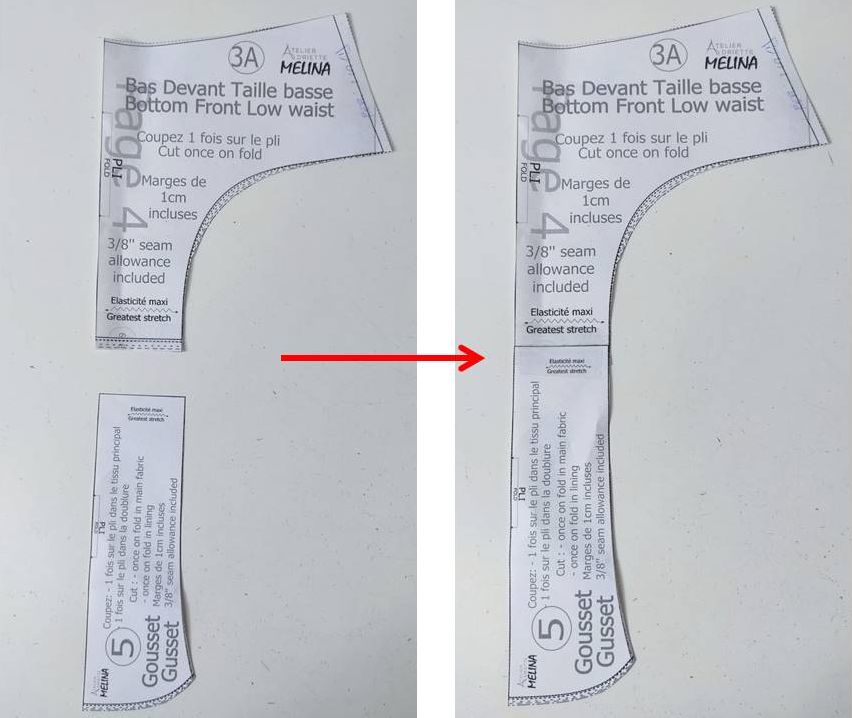 3A
ATELIER
MELINA
Bas Devant Taille basse
Bottom Front Low waist
Page 4
Coupez 1 fois sur le pli
Cut once on fold
PLI
FOLD
Marges de
1cm
incluses
3/8" seam
allowance
included
Elasticité maxi
Greatest stretch
Elasticité maxi
Greatest stretch
Coupez: - 1 fois sur le pli dans le tissu principal
1 fois sur le pli dans la doublure
Cut : - once on fold in main fabric
- once on fold in lining
Marges de 1cm incluses
3/8" seam allowance included
PLI
5
Gousset
Gusset
MELINA
3A
ATELIER
MELINA
Bas Devant Taille basse
Bottom Front Low waist
Page 4
Coupez 1 fois sur le pli
Cut once on fold
PLI
FOLD
Marges de
1cm
incluses
3/8" seam
allowance
included
Elasticité maxi
Greatest stretch
Elasticité maxi
Greatest stretch
Coupez: - 1 fois sur le pli dans le tissu principal
1 fois sur le pli dans la doublure
Cut : - once on fold in main fabric
- once on fold in lining
Marges de 1cm incluses
3/8" seam allowance included
PLI
5
Gousset
Gusset
MELINA